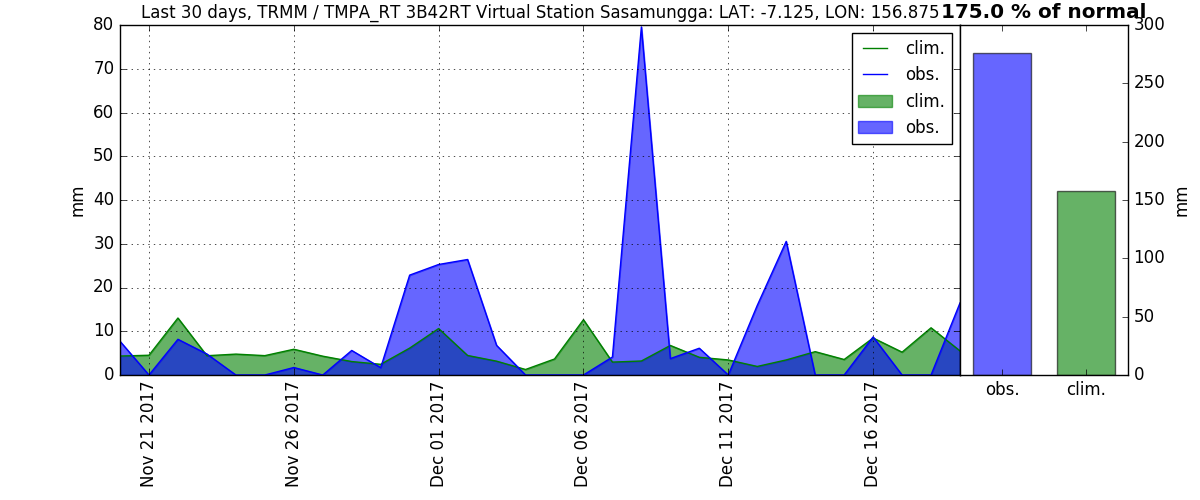 Last 30 days, TRMM / TMPA_RT 3B42RT Virtual Station Sasamungga: LAT: -7.125, LON: 156.875
175.0 % of normal
80
70
60
50
40
30
20
10
0
mm
clim.
obs.
clim.
obs.
Nov 21 2017
Nov 26 2017
Dec 01 2017
Dec 06 2017
Dec 11 2017
Dec 16 2017
300
250
200
150
100
50
0
mm
obs.
clim.